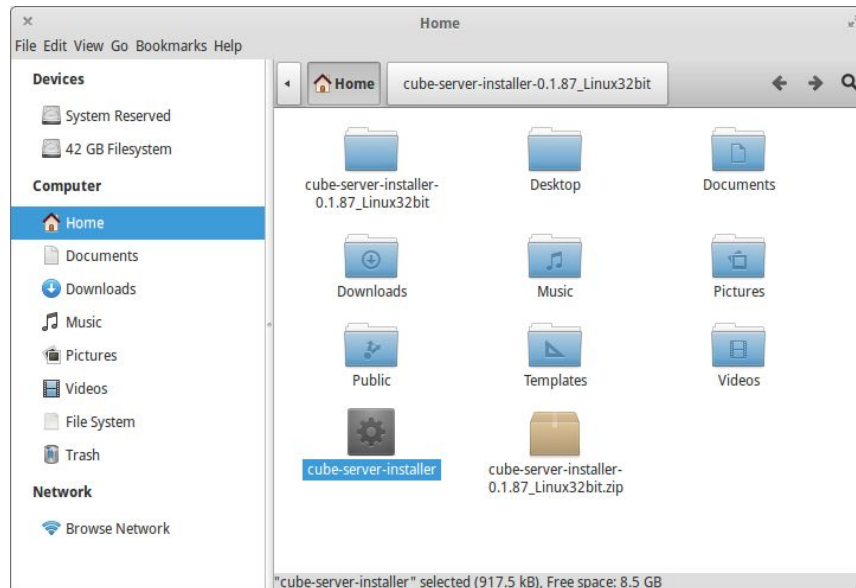 Home
File Edit View Go Bookmarks Help
Devices
System Reserved
42 GB Filesystem
Computer
Home
Documents
Downloads
Music
Pictures
Videos
File System
Trash
Network
Browse Network
Home cube-server-installer-0.1.87_Linux32bit
cube-server-installer-
0.1.87_Linux32bit
Desktop
Documents
Downloads
Music
Pictures
Public
Templates
Videos
cube-server-installer
cube-server-installer-
0.1.87_Linux32bit.zip
"cube-server-installer" selected (917.5 kB), Free space: 8.5 GB